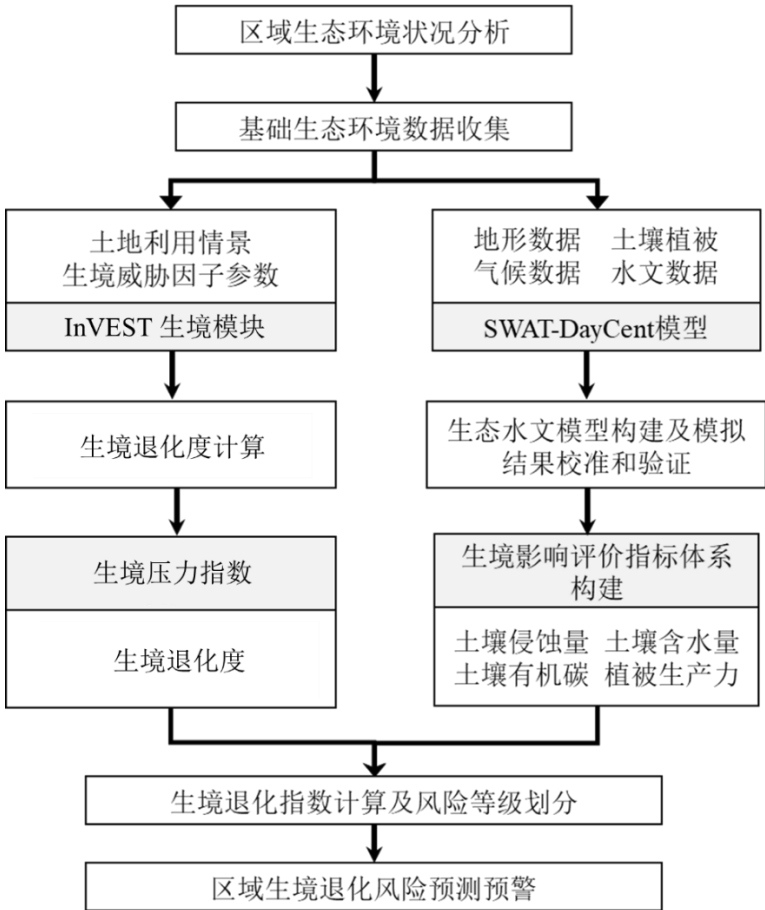 区域生态环境状况分析
基础生态环境数据收集
土地利用情景
生境威胁因子参数
InVEST 生境模块
地形数据 土壤植被
气候数据 水文数据
SWAT-DayCent模型
生境退化度计算
生态水文模型构建及模拟
结果校准和验证
生境压力指数
生境退化度
生境影响评价指标体系
构建
土壤侵蚀量 土壤含水量
土壤有机碳 植被生产力
生境退化指数计算及风险等级划分
区域生境退化风险预测预警